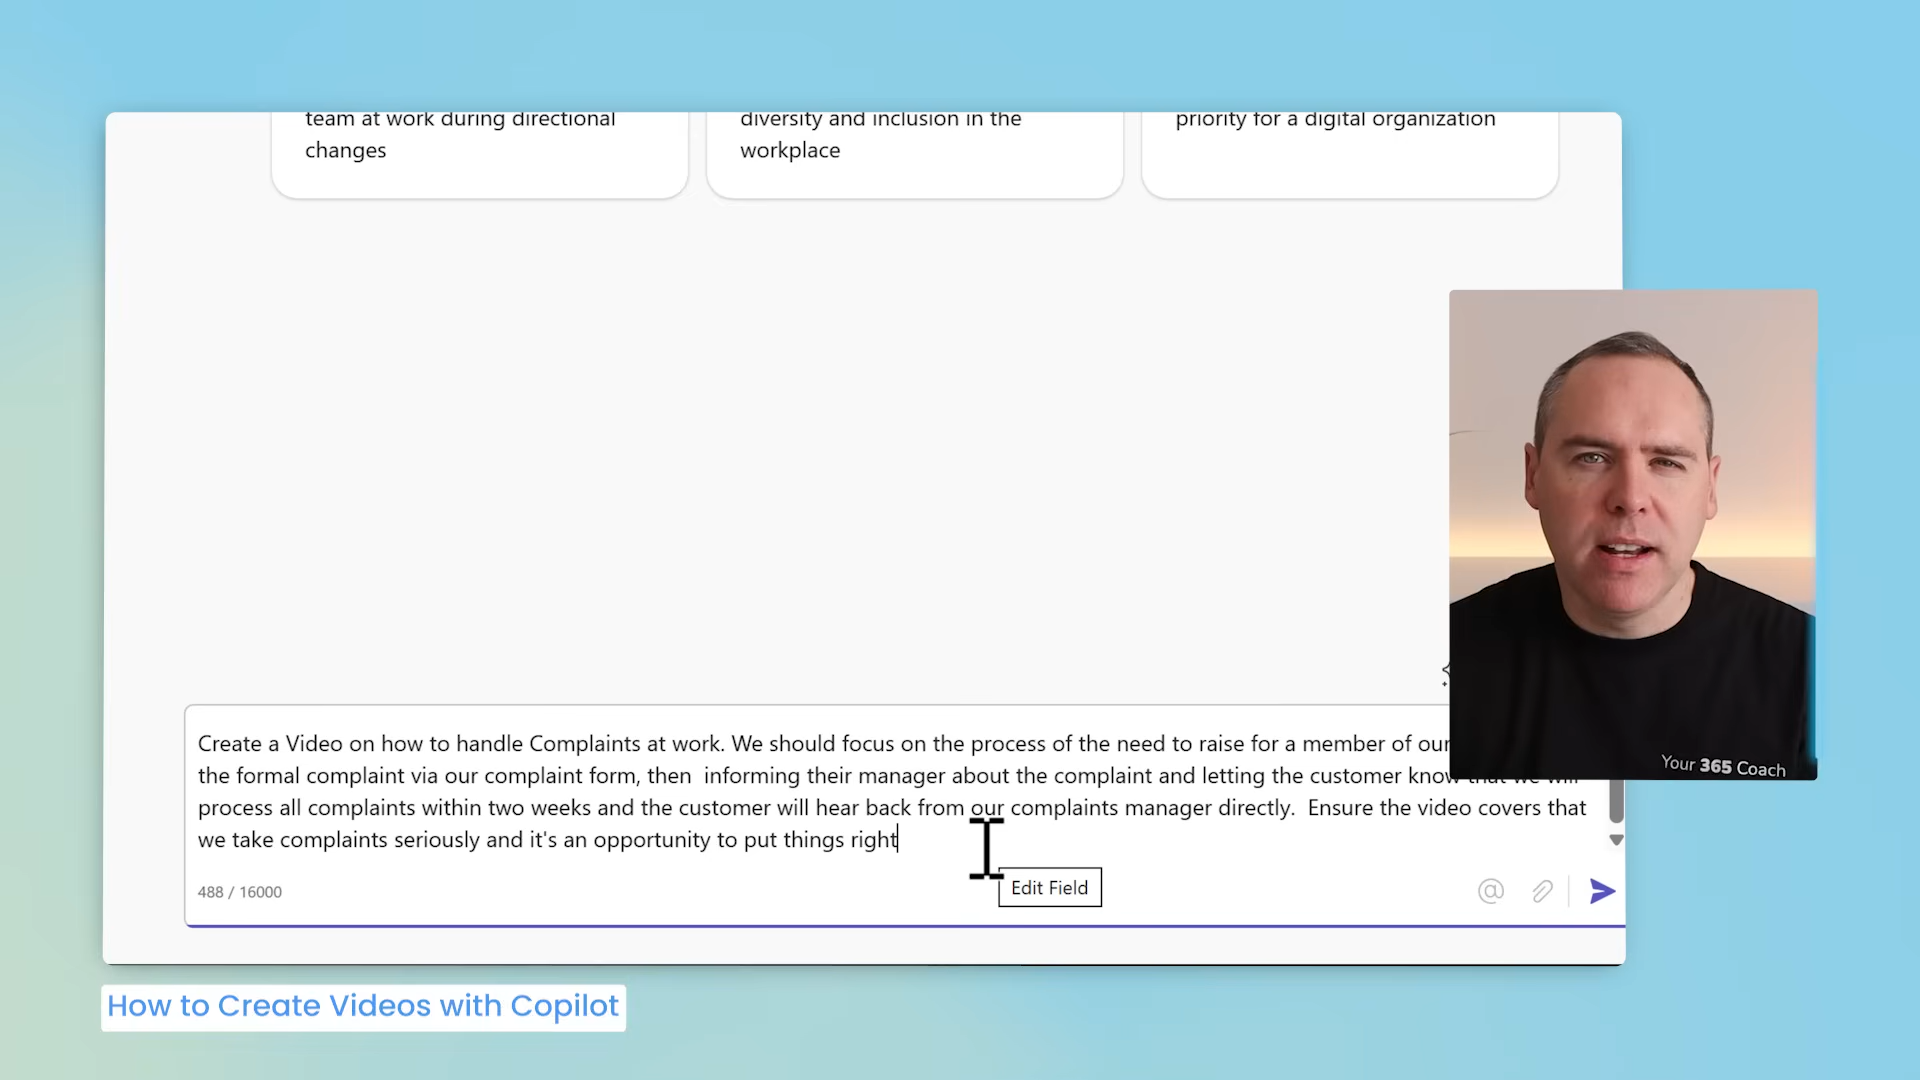 team at work during directional
changes
diversity and inclusion in the
workplace
priority for a digital organization
Create a Video on how to handle Complaints at work. We should focus on the process of the need to raise for a member of our
the formal complaint via our complaint form, then  informing their manager about the complaint and letting the customer know that we will
process all complaints within two weeks and the customer will hear back from our complaints manager directly.  Ensure the video covers that
we take complaints seriously and it's an opportunity to put things right
488 / 16000
Edit Field
Your 365 Coach
How to Create Videos with Copilot